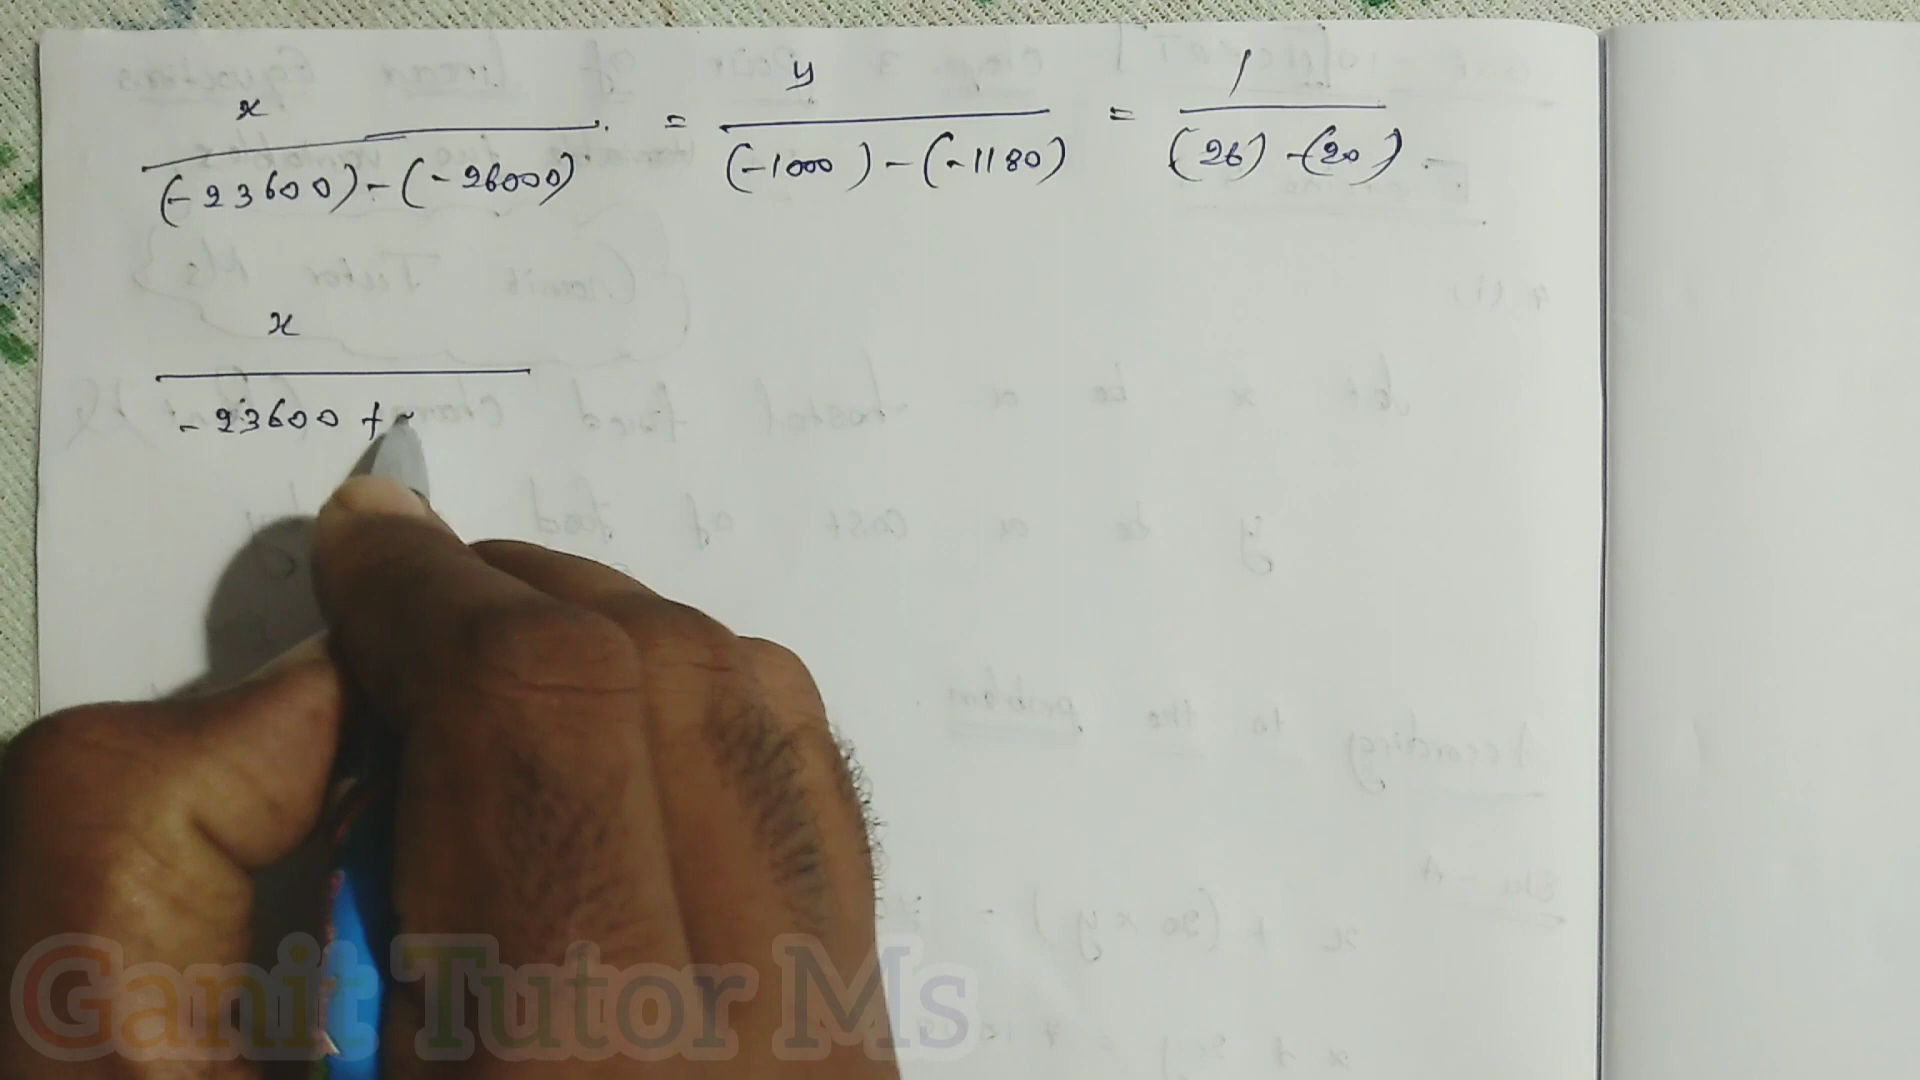 x / (-23600) - (-26000) = y / (-1000) - (-1180) = 1 / (26) - (20)
x / -23600 +
Ganit Tutor Ms